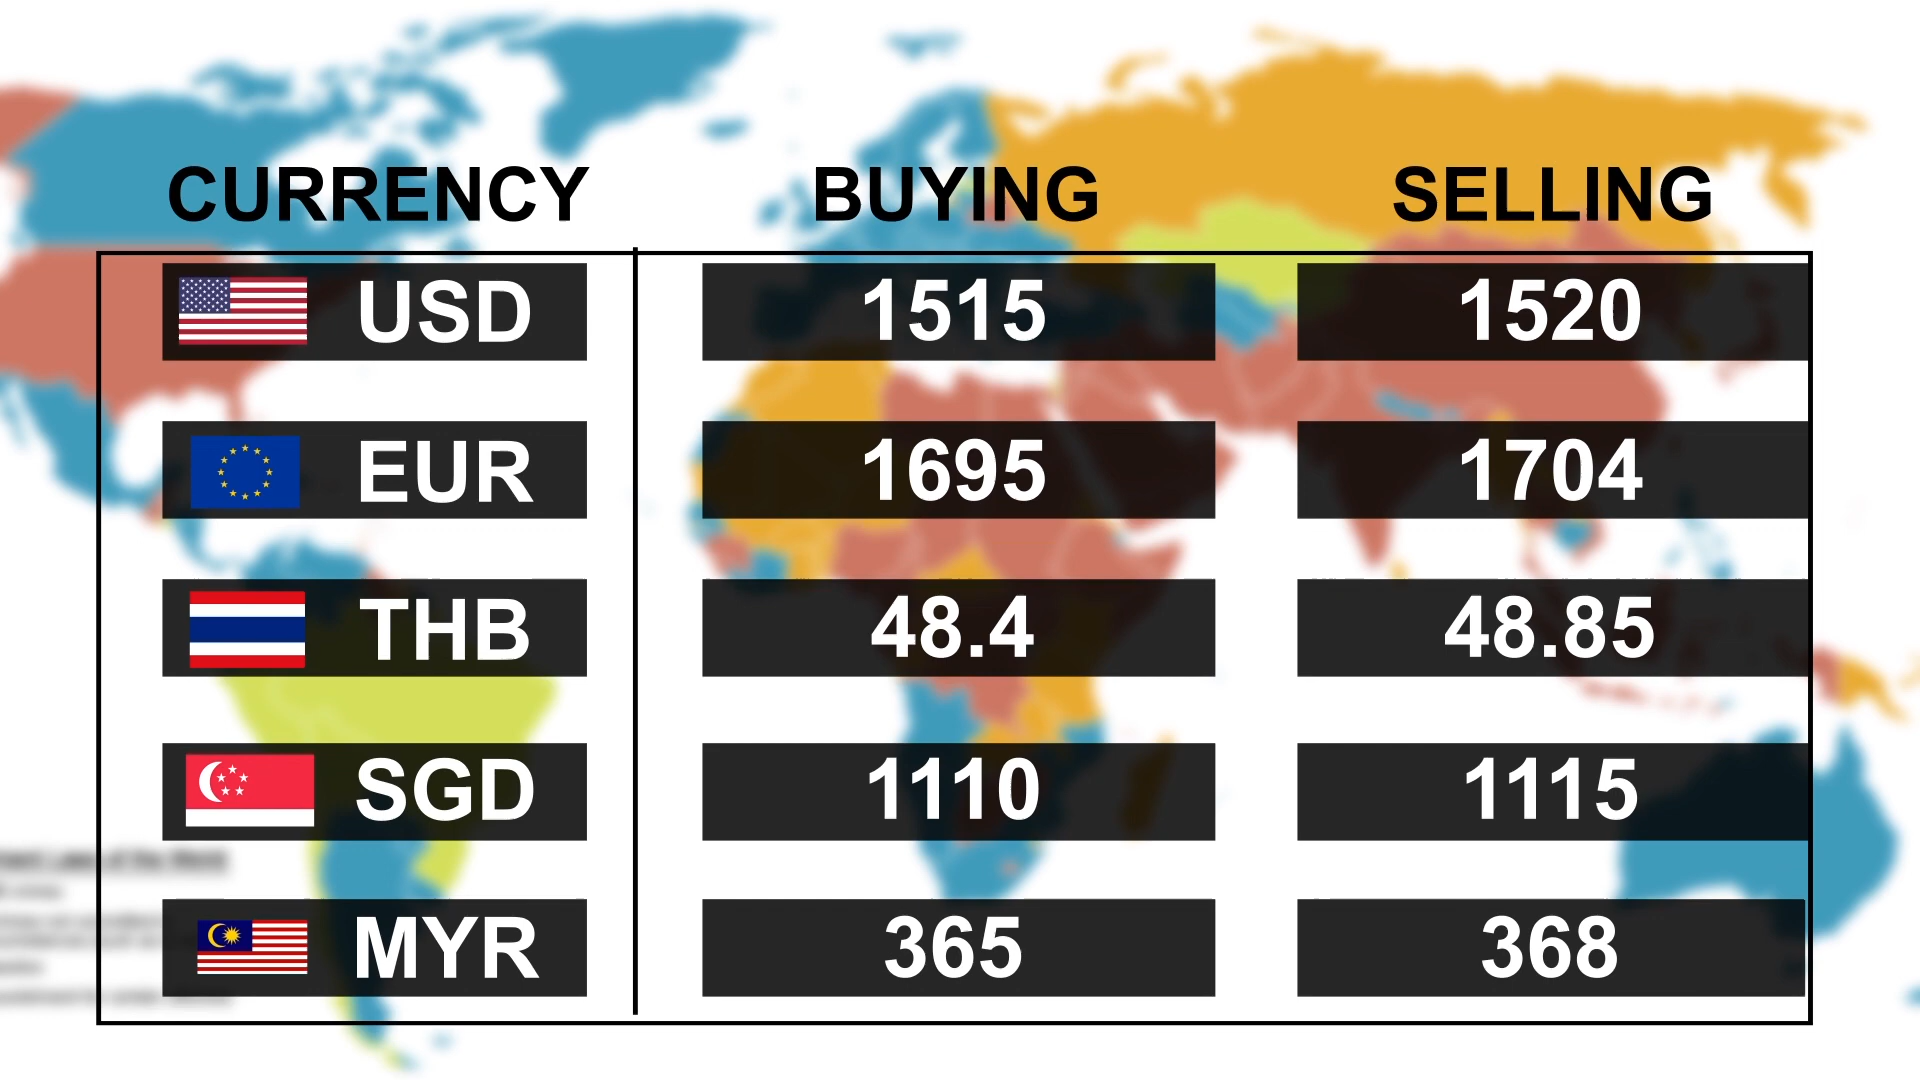 CURRENCY BUYING SELLING
USD 1515 1520
EUR 1695 1704
THB 48.4 48.85
SGD 1110 1115
MYR 365 368